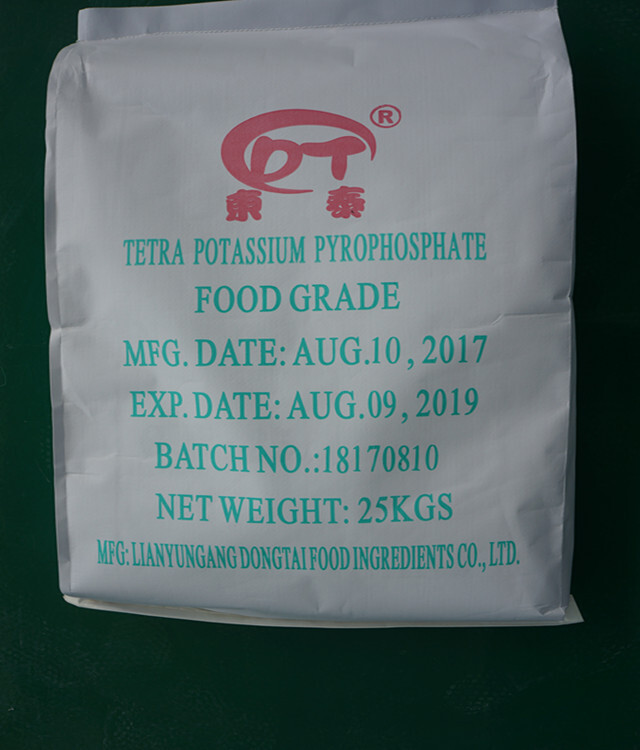 ®
DT
東泰
TETRA POTASSIUM PYROPHOSPHATE
FOOD GRADE
MFG. DATE: AUG.10, 2017
EXP. DATE: AUG.09, 2019
BATCH NO.:18170810
NET WEIGHT: 25KGS
MFG: LIANYUNGANG DONGTAI FOOD INGREDIENTS CO., LTD.